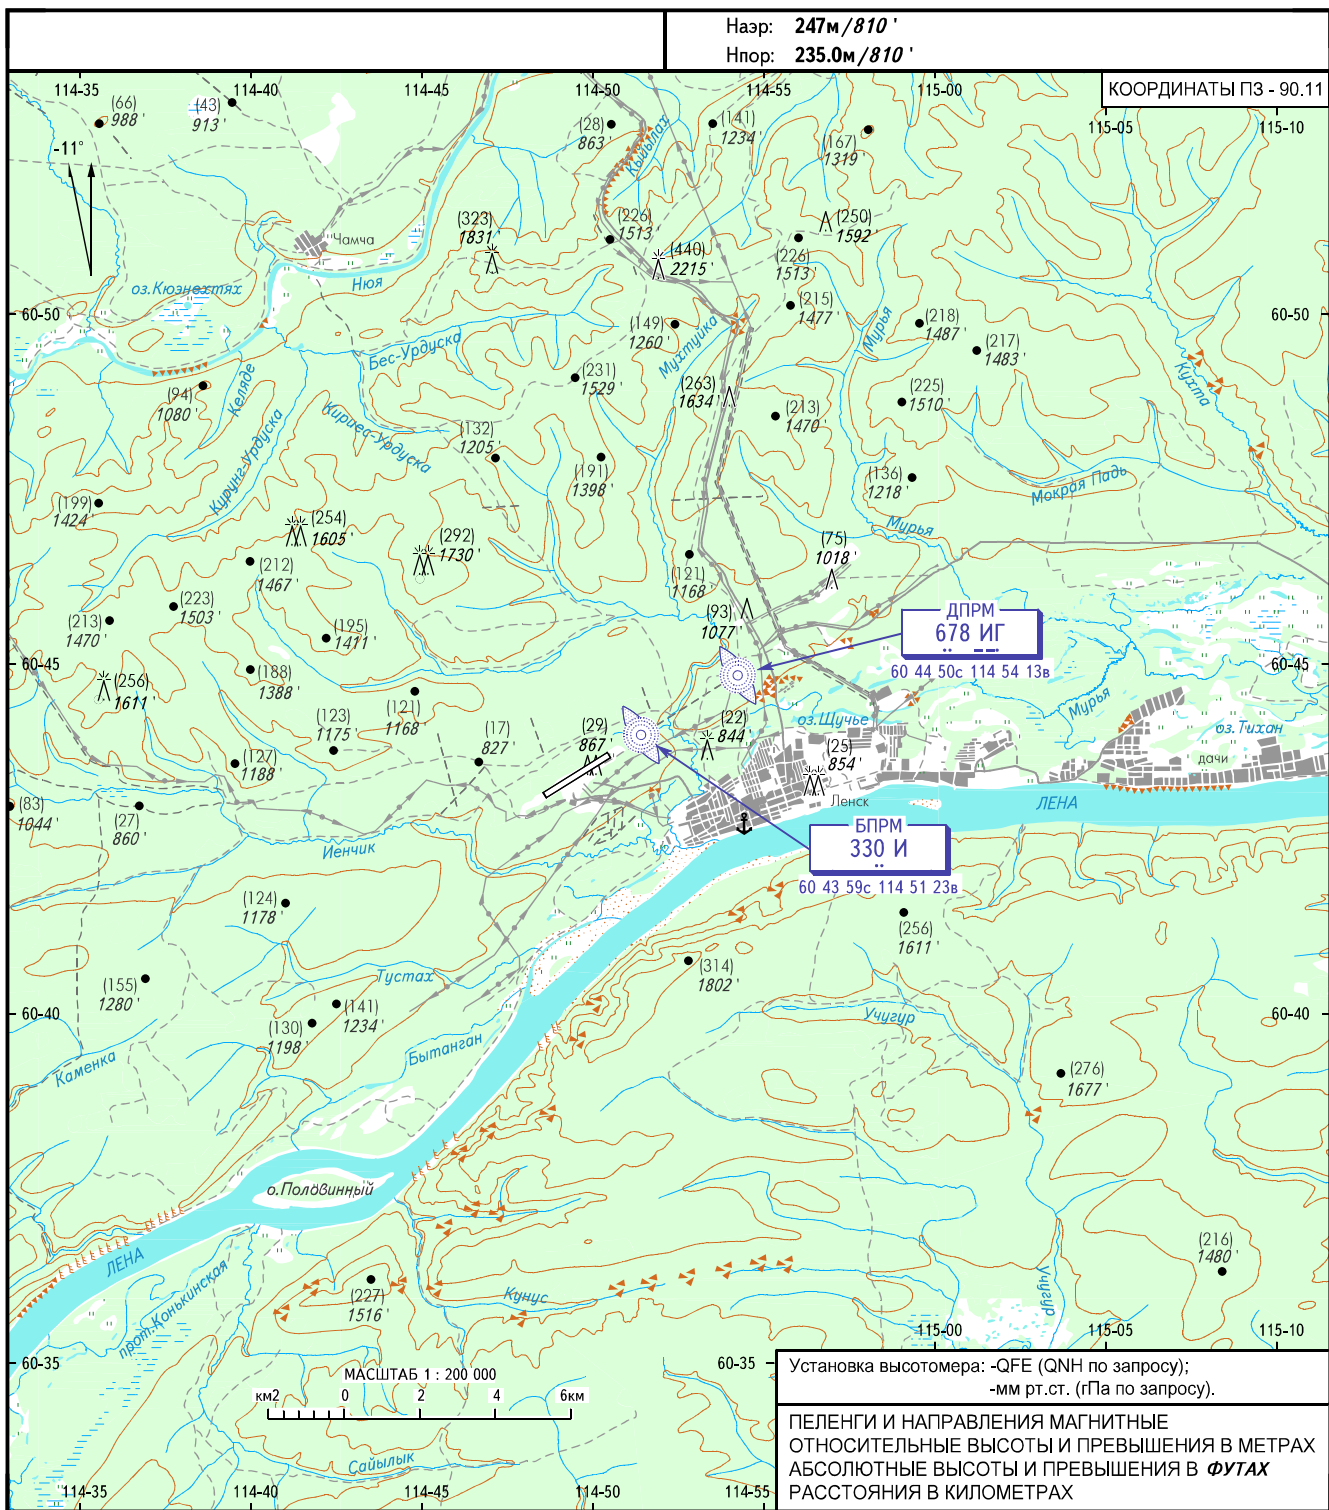 Наэр: 247м/810 '
Нпор: 235.0м/810 '
КООРДИНАТЫ ПЗ - 90.11
114-35 114-40 114-45 114-50 114-55 115-00
115-05 115-10
(66)
988 '
(43)
913 '
(28)
863 '
Кыйылах
(141)
1234 '
(167)
1319 '
-11°
(323)
1831 '
(226)
1513 '
(440)
2215 '
(250)
1592 '
(226)
1513 '
Чамча
Нюя
оз.Кюэнехтях
60-50
60-50
(149)
1260 '
(215)
1477 '
(218)
1487 '
(217)
1483 '
Мухтуйка
Мурья
Кухта
Бес-Урдуска
(94)
1080 '
Келяде
(231)
1529 '
(263)
1634 '
(225)
1510 '
(213)
1470 '
Курунг-Урдуска
Кириес-Урдуска
(132)
1205 '
(191)
1398 '
(136)
1218 '
Мокрая Падь
(199)
1424 '
(254)
1605 '
(292)
1730 '
Мурья
(75)
1018 '
(212)
1467 '
(121)
1168 '
(223)
1503 '
(213)
1470 '
(195)
1411 '
(93)
1077 '
ДПРМ
678 ИГ
60 44 50с 114 54 13в
60-45
60-45
(188)
1388 '
(256)
1611 '
(121)
1168 '
Мурья
(123)
1175 '
(17)
827 '
(29)
867 '
(22)
844 '
оз.Щучье
оз.Тихан
(127)
1188 '
(25)
854 '
дачи
(83)
1044 '
(27)
860 '
Ленск
ЛЕНА
Иенчик
БПРМ
330 И
60 43 59с 114 51 23в
(124)
1178 '
(256)
1611 '
(155)
1280 '
Тустах
(314)
1802 '
(141)
1234 '
(130)
1198 '
60-40
60-40
Учугур
Бытанган
Каменка
(276)
1677 '
о.Половинный
ЛЕНА
прот.Конькинская
(227)
1516 '
Кунус
Учугур
(216)
1480 '
115-00 115-05 115-10
60-35
60-35
МАСШТАБ 1 : 200 000
км2 0 2 4 6км
Установка высотомера: -QFE (QNH по запросу);
-мм рт.ст. (гПа по запросу).
ПЕЛЕНГИ И НАПРАВЛЕНИЯ МАГНИТНЫЕ
ОТНОСИТЕЛЬНЫЕ ВЫСОТЫ И ПРЕВЫШЕНИЯ В МЕТРАХ
АБСОЛЮТНЫЕ ВЫСОТЫ И ПРЕВЫШЕНИЯ В ФУТАХ
РАССТОЯНИЯ В КИЛОМЕТРАХ
Сайылык
114-35 114-40 114-45 114-50 114-55